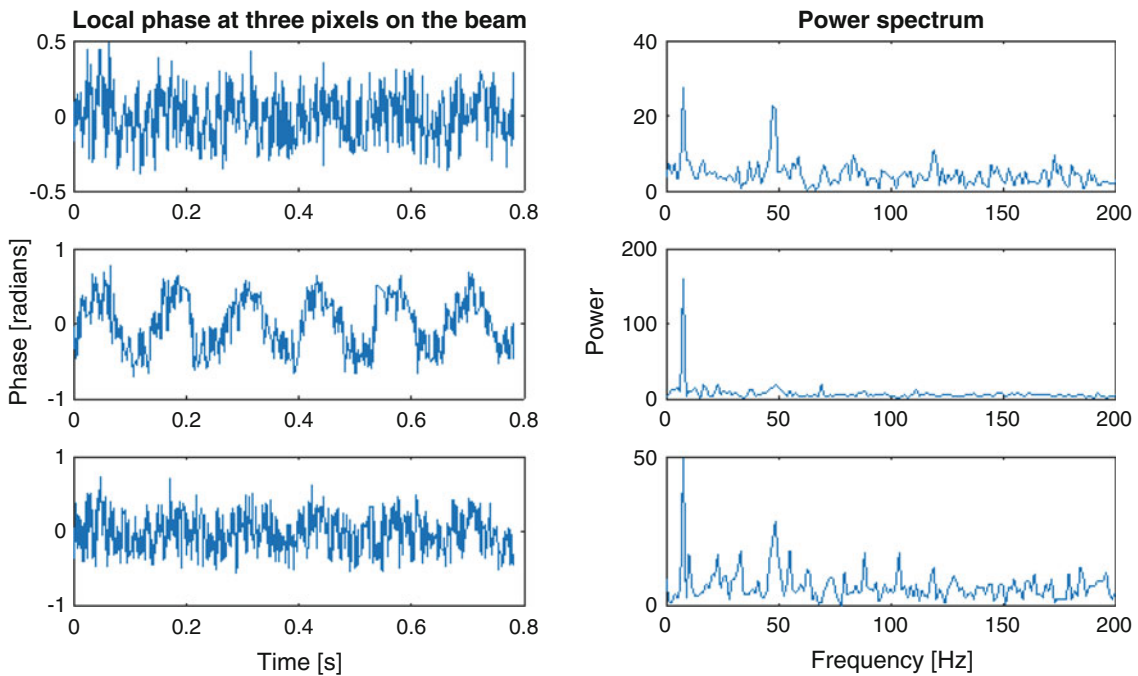 Local phase at three pixels on the beam
Power spectrum
0.5
0
-0.5
0 0.2 0.4 0.6 0.8
40
20
0
0 50 100 150 200
Phase [radians]
1
0
-1
0 0.2 0.4 0.6 0.8
Power
200
100
0
0 50 100 150 200
1
0
-1
0 0.2 0.4 0.6 0.8
Time [s]
50
0
0 50 100 150 200
Frequency [Hz]